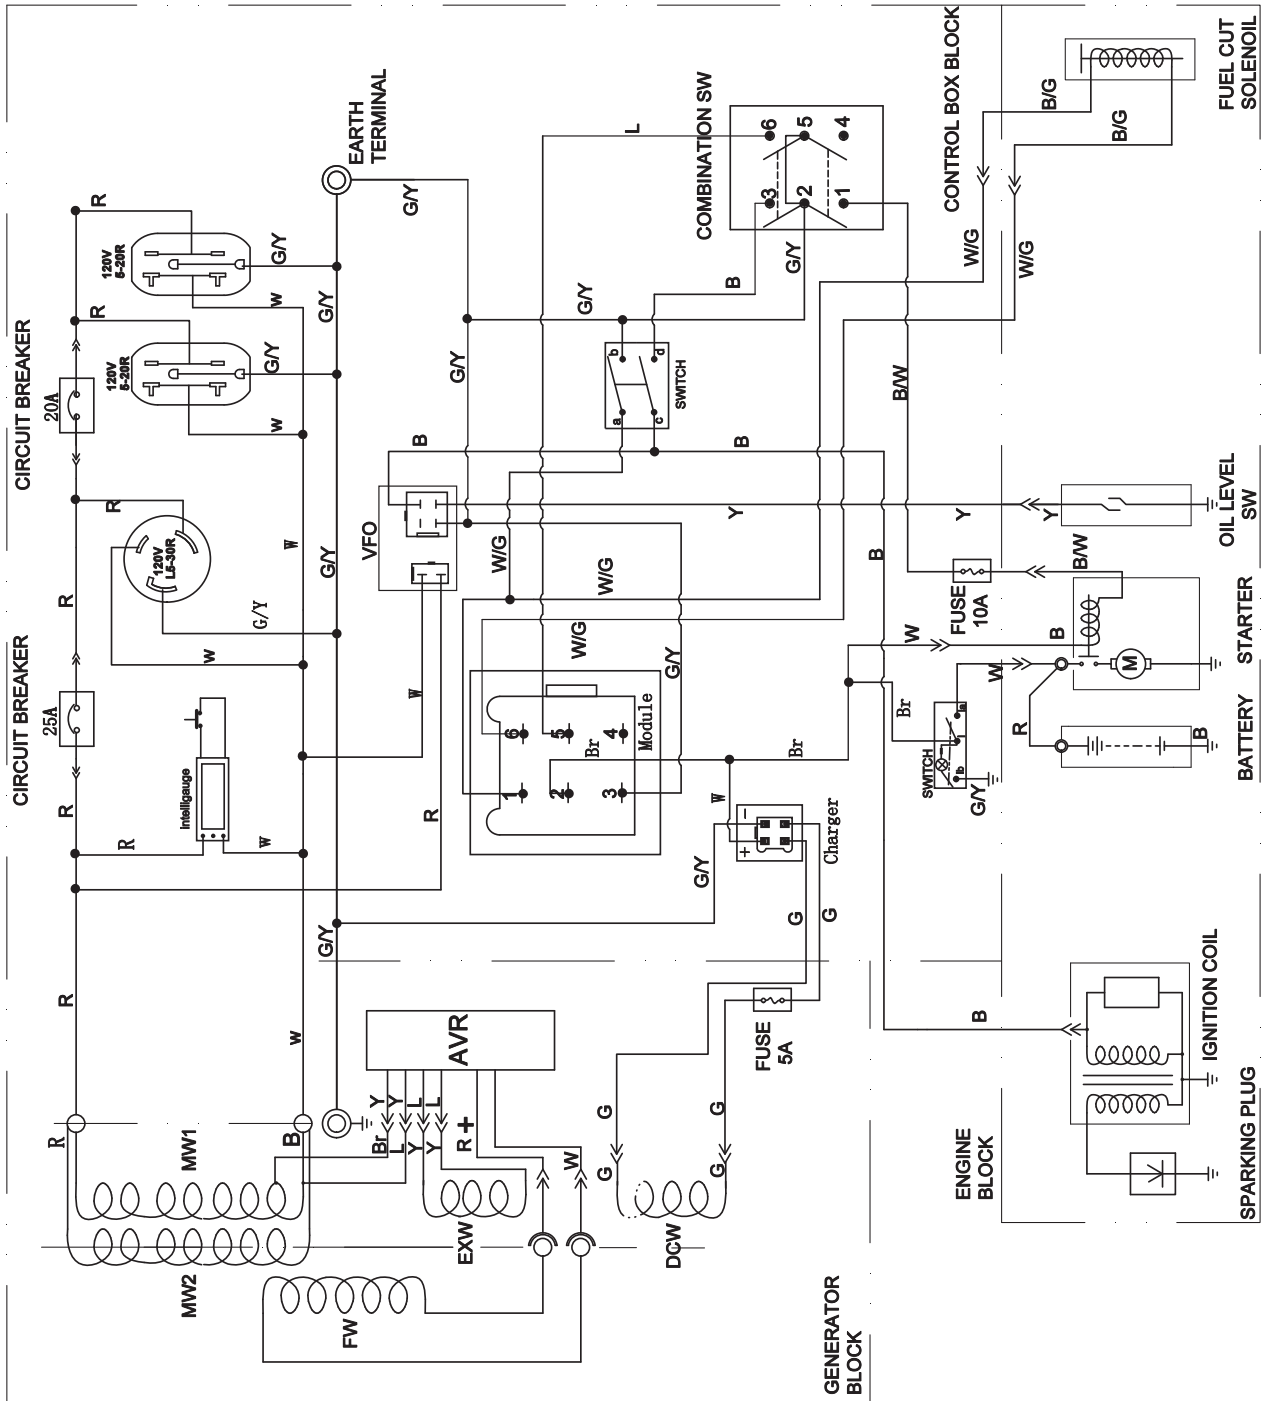 FUEL CUT
SOLENOIL
B/G
B/G
CONTROL BOX BLOCK
W/G
W/G
COMBINATION SW
6
5
4
3
2
1
L
EARTH
TERMINAL
G/Y
R
120V
5-20R
G/Y
W
G/Y
R
120V
5-20R
G/Y
W
CIRCUIT BREAKER
20A
B
G/Y
G/Y
b
d
a
c
SWITCH
G/Y
B/W
B
B
VFO
R
120V
L5-30R
W
G/Y
G/Y
W
R
W/G
W/G
W/G
G/Y
Y
Y
Y
OIL LEVEL
SW
B
FUSE
10A
B/W
STARTER
B
M
W
W
CIRCUIT BREAKER
25A
W
6
5
4
1
2
3
Br
Module
Br
Br
SWITCH
Ia
I
Ib
G/Y
R
B
BATTERY
R
R
W
Intelligauge
R
W
W
+
-
Charger
G/Y
G
G
G/Y
R
W
AVR
FUSE
5A
B
IGNITION COIL
SPARKING PLUG
ENGINE
BLOCK
R
MW1
B
Y
Y
L
L
Br
L
Y
Y
R
+
W
G
G
G
G
MW2
FW
EXW
DCW
GENERATOR
BLOCK